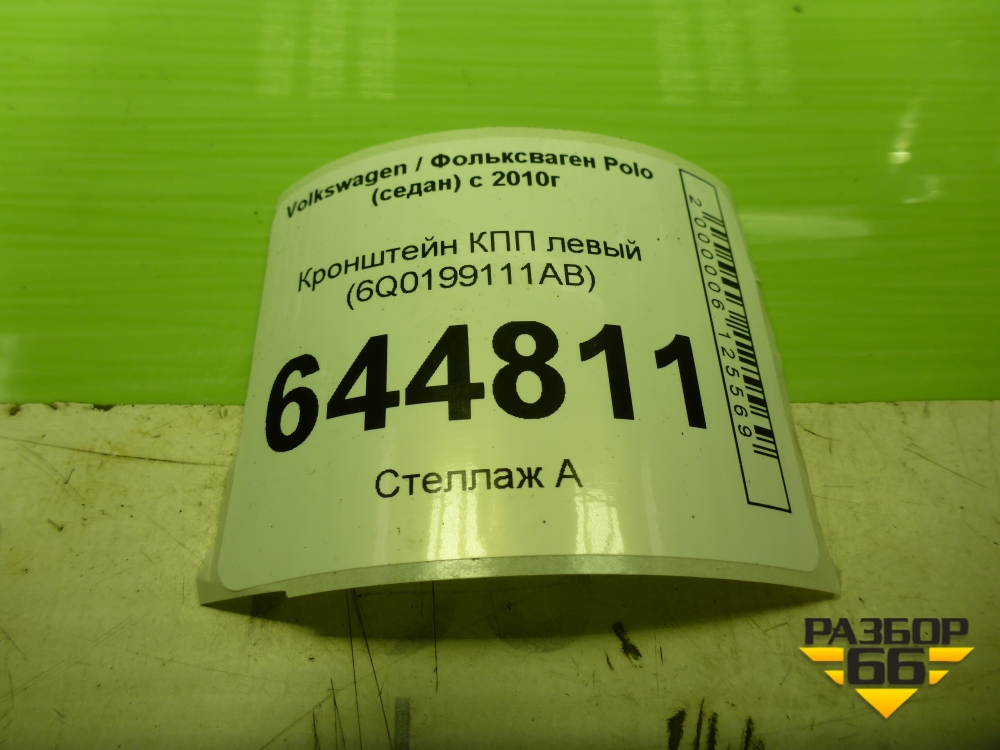 Volkswagen / Фольксваген Polo
(седан) с 2010г
Кронштейн КПП левый
(6Q0199111AB)
644811
Стеллаж А
2000006125569
РАЗБОР
66